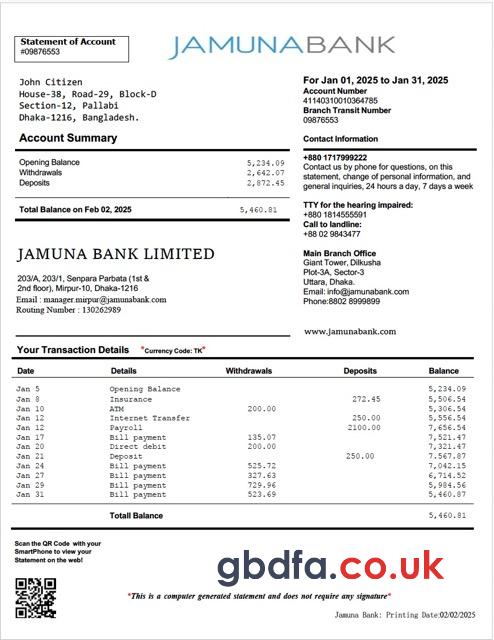 Statement of Account
#09876553
JAMUNABANK
John Citizen
House-38, Road-29, Block-D
Section-12, Pallabi
Dhaka-1216, Bangladesh.
For Jan 01, 2025 to Jan 31, 2025
Account Number
41140310010364785
Branch Transit Number
09876553
Account Summary
Opening Balance 5,234.09
Withdrawals 2,642.07
Deposits 2,872.45
Total Balance on Feb 02, 2025 5,460.81
Contact Information
+880 1717999222
Contact us by phone for questions, on this
statement, change of personal information, and
general inquiries, 24 hours a day, 7 days a week
TTY for the hearing impaired:
+880 1814555591
Call to landline:
+88 02 9843477
Main Branch Office
Giant Tower, Dilkusha
Plot-3A, Sector-3
Uttara, Dhaka.
Email: info@jamunabank.com
Phone:8802 8999899
www.jamunabank.com
JAMUNA BANK LIMITED
203/A, 203/1, Senpara Parbata (1st &
2nd floor), Mirpur-10, Dhaka-1216
Email : manager.mirpur@jamunabank.com
Routing Number : 130262989
Your Transaction Details *Currency Code: TK*
Date Details Withdrawals Deposits Balance
Jan 5 Opening Balance 5,234.09
Jan 8 Insurance 272.45 5,506.54
Jan 10 ATM 200.00 5,306.54
Jan 12 Internet Transfer 250.00 5,556.54
Jan 12 Payroll 2100.00 7,656.54
Jan 17 Bill payment 135.07 7,521.47
Jan 20 Direct debit 200.00 7,321.47
Jan 21 Deposit 250.00 7.567.87
Jan 24 Bill payment 525.72 7,042.15
Jan 27 Bill payment 327.63 6,714.52
Jan 29 Bill payment 729.96 5,984.56
Jan 31 Bill payment 523.69 5,460.87
Totall Balance 5,460.81
Scan the QR Code with your
SmartPhone to view your
Statement on the web!
gbdfa.co.uk
*This is a computer generated statement and does not require any signature*
Jamuna Bank: Printing Date:02/02/2025